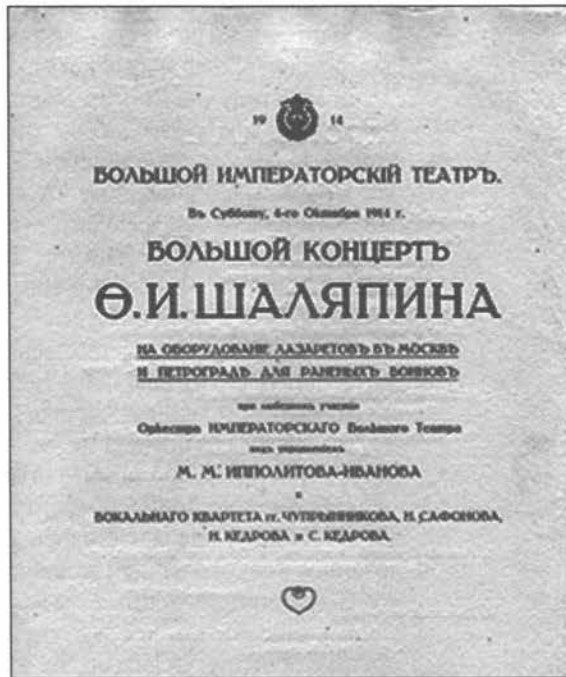 19 14
БОЛЬШОЙ ИМПЕРАТОРСКІЙ ТЕАТРЪ.
Въ Субботу, 4-го Октября 1914 г.
БОЛЬШОЙ КОНЦЕРТЪ
Ѳ.И.ШАЛЯПИНА
НА ОБОРУДОВАНІЕ ЛАЗАРЕТОВЪ ВЪ МОСКВѢ
И ПЕТРОГРАДѢ ДЛЯ РАНЕНЫХЪ ВОИНОВЪ
при любезномъ участіи
Оркестра ИМПЕРАТОРСКАГО Большого Театра
подъ управленіемъ
М. М. ИППОЛИТОВА-ИВАНОВА
и
ВОКАЛЬНАГО КВАРТЕТА гг. ЧУПРЫННИКОВА, Н. САФОНОВА,
Н. КЕДРОВА и С. КЕДРОВА.